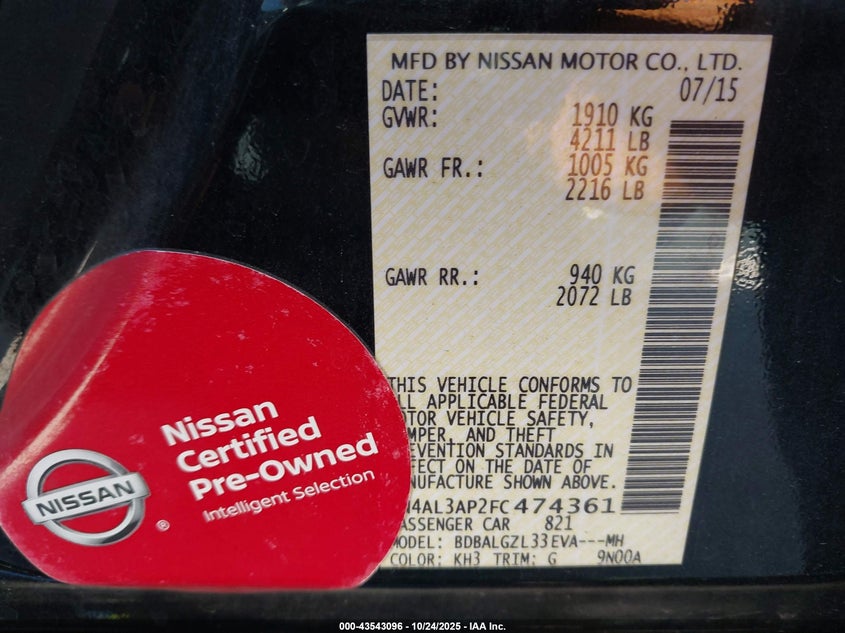 MFD BY NISSAN MOTOR CO., LTD.
DATE: 07/15
GVWR: 1910 KG
4211 LB
GAWR FR.: 1005 KG
2216 LB
GAWR RR.: 940 KG
2072 LB
THIS VEHICLE CONFORMS TO
LL APPLICABLE FEDERAL
OTOR VEHICLE SAFETY,
MPER, AND THEFT
EVENTION STANDARDS IN
FECT ON THE DATE OF
NUFACTURE SHOWN ABOVE.
N4AL3AP2FC474361
ASSENGER CAR 821
MODEL: BDBALGZL33EVA---MH
COLOR: KH3 TRIM: G 9N00A
Nissan
Certified
Pre-Owned
Intelligent Selection
NISSAN
®
000-43543096 - 10/24/2025 - IAA Inc.